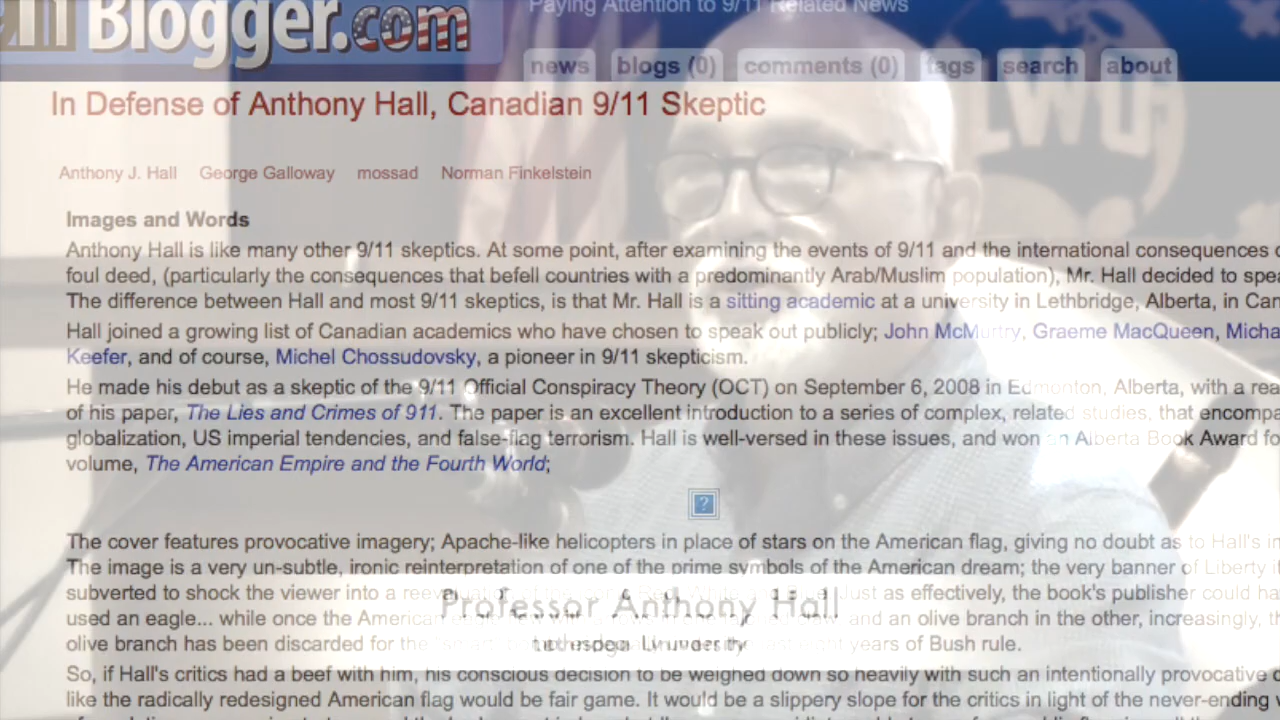 Blogger.com
Paying Attention to 9/11 Related News
news blogs (0) comments (0) tags search about
LWU
In Defense of Anthony Hall, Canadian 9/11 Skeptic
Anthony J. Hall George Galloway mossad Norman Finkelstein
Images and Words
Anthony Hall is like many other 9/11 skeptics. At some point, after examining the events of 9/11 and the international consequences
foul deed, (particularly the consequences that befell countries with a predominantly Arab/Muslim population), Mr. Hall decided to
The difference between Hall and most 9/11 skeptics, is that Mr. Hall is a sitting academic at a university in Lethbridge, Alberta, in
Hall joined a growing list of Canadian academics who have chosen to speak out publicly; John McMurtry, Graeme MacQueen,
Keefer, and of course, Michel Chossudovsky, a pioneer in 9/11 skepticism.
He made his debut as a skeptic of the 9/11 Official Conspiracy Theory (OCT) on September 6, 2008 in Edmonton, Alberta, with a
of his paper, The Lies and Crimes of 911. The paper is an excellent introduction to a series of complex, related studies, that
globalization, US imperial tendencies, and false-flag terrorism. Hall is well-versed in these issues, and won an Alberta Book Award
volume, The American Empire and the Fourth World;
?
The cover features provocative imagery; Apache-like helicopters in place of stars on the American flag, giving no doubt as to Hall's
The image is a very un-subtle, ironic reinterpretation of one of the prime symbols of the American dream; the very banner of Liberty
subverted to shock the viewer into a Just as effectively, the book's publisher could
Professor Anthony Hall
used an eagle... while once the American and an olive branch in the other, increasingly,
olive branch has been discarded for the years of Bush rule.
University
So, if Hall's critics had a beef with him, his conscious decision to be weighed down so heavily with such an intentionally provocative
like the radically redesigned American flag would be fair game. It would be a slippery slope for the critics in light of the never-ending